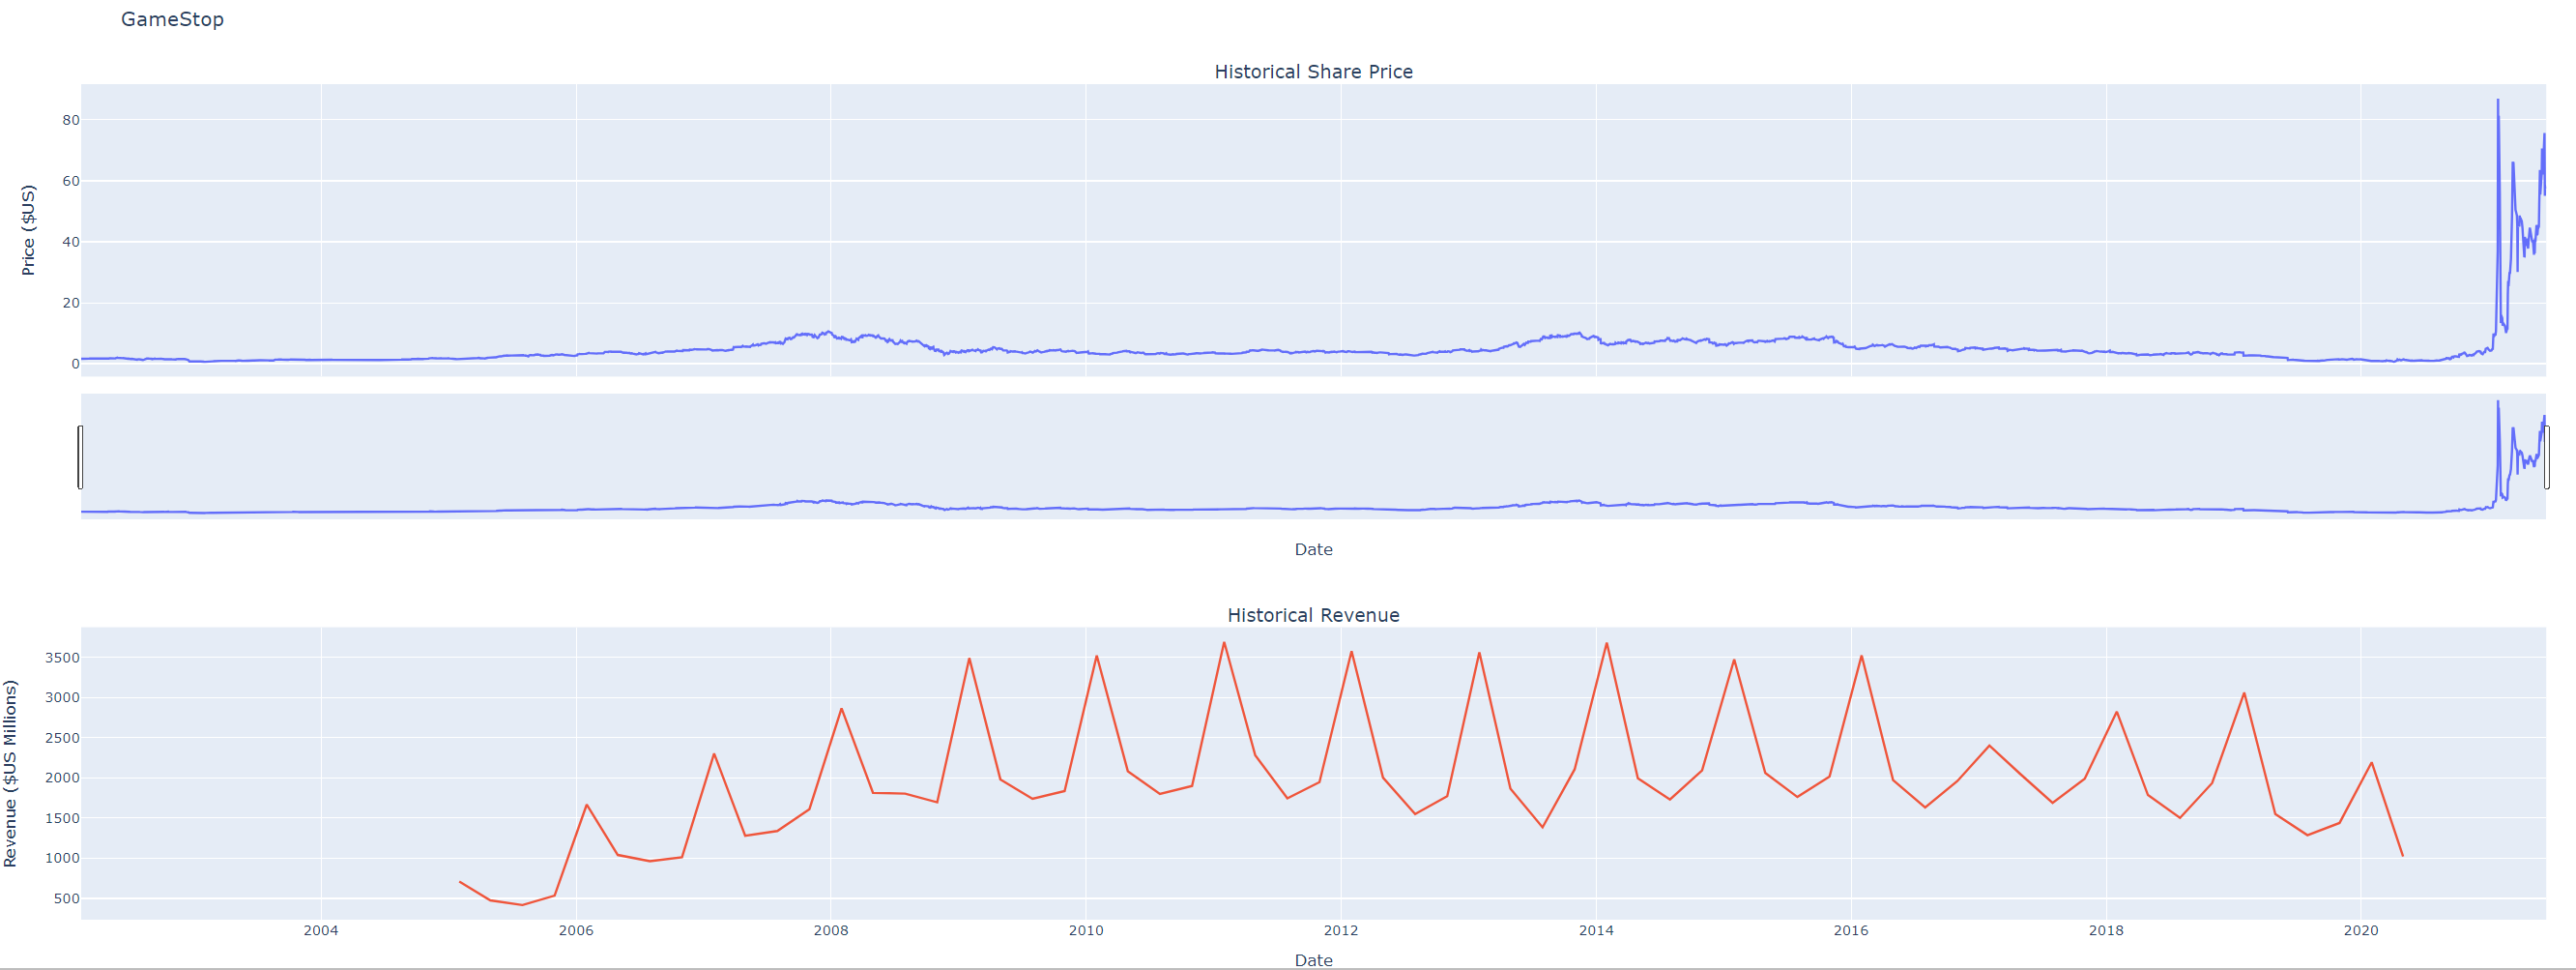 GameStop
Historical Share Price
Price ($US)
80
60
40
20
0
Date
Historical Revenue
Revenue ($US Millions)
3500
3000
2500
2000
1500
1000
500
2004 2006 2008 2010 2012 2014 2016 2018 2020
Date